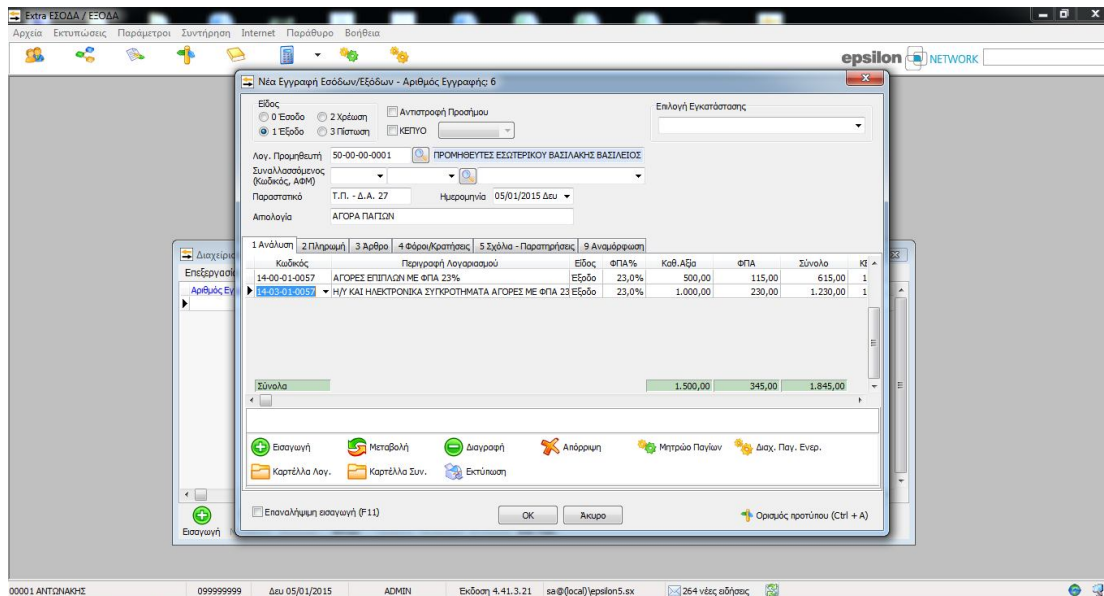 Extra ΕΣΟΔΑ / ΕΞΟΔΑ
Αρχεία Εκτυπώσεις Παράμετροι Συντήρηση Internet Παράθυρο Βοήθεια
epsilon NETWORK
Νέα Εγγραφή Εσόδων/Εξόδων - Αριθμός Εγγραφής: 6
Είδος
0 Έσοδο 2 Χρέωση
1 Έξοδο 3 Πίστωση
Αντιστροφή Προσήμου
ΚΕΠΥΟ
Επιλογή Εγκατάστασης
Λογ. Προμηθευτή 50-00-00-0001 ΠΡΟΜΗΘΕΥΤΕΣ ΕΣΩΤΕΡΙΚΟΥ ΒΑΣΙΛΑΚΗΣ ΒΑΣΙΛΕΙΟΣ
Συναλλασσόμενος
(Κωδικός, ΑΦΜ)
Παραστατικό Τ.Π. - Δ.Α. 27 Ημερομηνία 05/01/2015 Δευ
Αιτιολογία ΑΓΟΡΑ ΠΑΓΙΩΝ
1 Ανάλυση 2 Πληρωμή 3 Άρθρο 4 Φόροι/Κρατήσεις 5 Σχόλια - Παρατηρήσεις 9 Αναμόρφωση
Κωδικός Περιγραφή Λογαριασμού Είδος ΦΠΑ% Καθ.Αξία ΦΠΑ Σύνολο ΚΕ
14-00-01-0057 ΑΓΟΡΕΣ ΕΠΙΠΛΩΝ ΜΕ ΦΠΑ 23% Έξοδο 23,0% 500,00 115,00 615,00 1
14-03-01-0057 Η/Υ ΚΑΙ ΗΛΕΚΤΡΟΝΙΚΑ ΣΥΓΚΡΟΤΗΜΑΤΑ ΑΓΟΡΕΣ ΜΕ ΦΠΑ 23 Έξοδο 23,0% 1.000,00 230,00 1.230,00 1
Σύνολα 1.500,00 345,00 1.845,00
Εισαγωγή Μεταβολή Διαγραφή Απόρριψη Μητρώο Παγίων Διαχ. Παγ. Ενερ.
Καρτέλλα Λογ. Καρτέλλα Συν. Εκτύπωση
Επαναλήψιμη εισαγωγή (F11) OK Άκυρο Ορισμός προτύπου (Ctrl + A)
Διαχείρισ
Επεξεργασί
Αριθμός Εγ
Εισαγωγή
00001 ΑΝΤΩΝΑΚΗΣ 099999999 Δευ 05/01/2015 ADMIN Έκδοση 4.41.3.21 sa@(local)\epsilon5.sx 264 νέες ειδήσεις